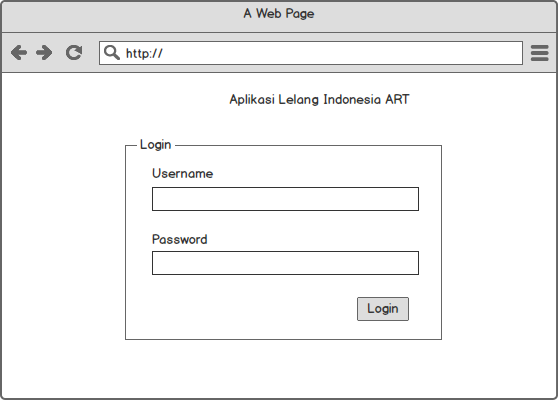 A Web Page
http://
Aplikasi Lelang Indonesia ART
Login
Username
Password
Login